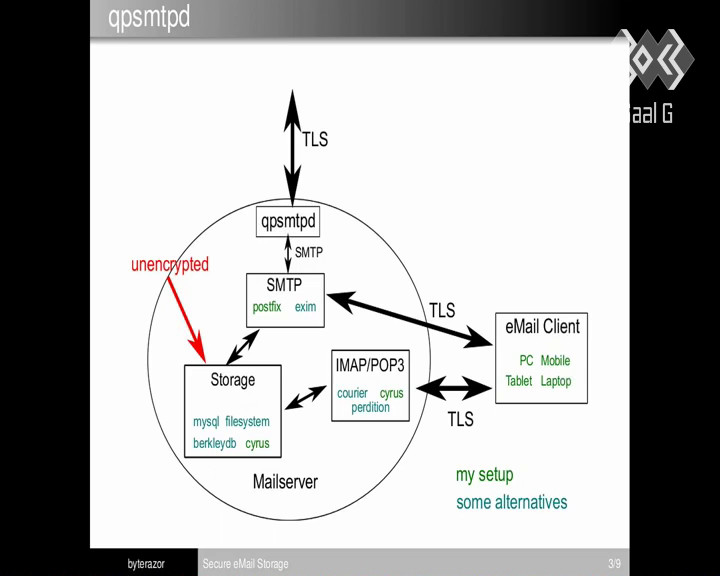 qpsmtpd
aal G
TLS
qpsmtpd
SMTP
unencrypted
SMTP
postfix exim
TLS
eMail Client
PC Mobile
Tablet Laptop
IMAP/POP3
courier cyrus
perdition
Storage
mysql filesystem
berkleydb cyrus
TLS
Mailserver
my setup
some alternatives
byterazor Secure eMail Storage 3/9